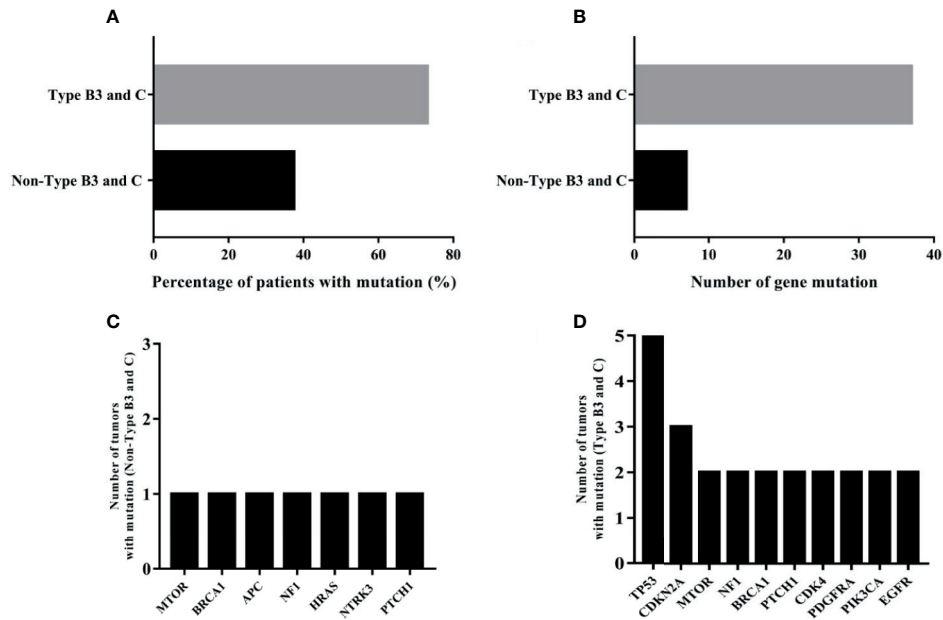 A
Type B3 and C
Non-Type B3 and C
0 20 40 60 80
Percentage of patients with mutation (%)
B
Type B3 and C
Non-Type B3 and C
0 10 20 30 40
Number of gene mutation
C
Number of tumors
with mutation (Non-Type B3 and C)
3
2
1
0
MTOR BRCA1 APC NF1 HRAS NTRK3 PTCH1
D
Number of tumors
with mutation (Type B3 and C)
5
4
3
2
1
0
TP53 CDKN2A MTOR NF1 BRCA1 PTCH1 CDK4 PDGFRA PIK3CA EGFR